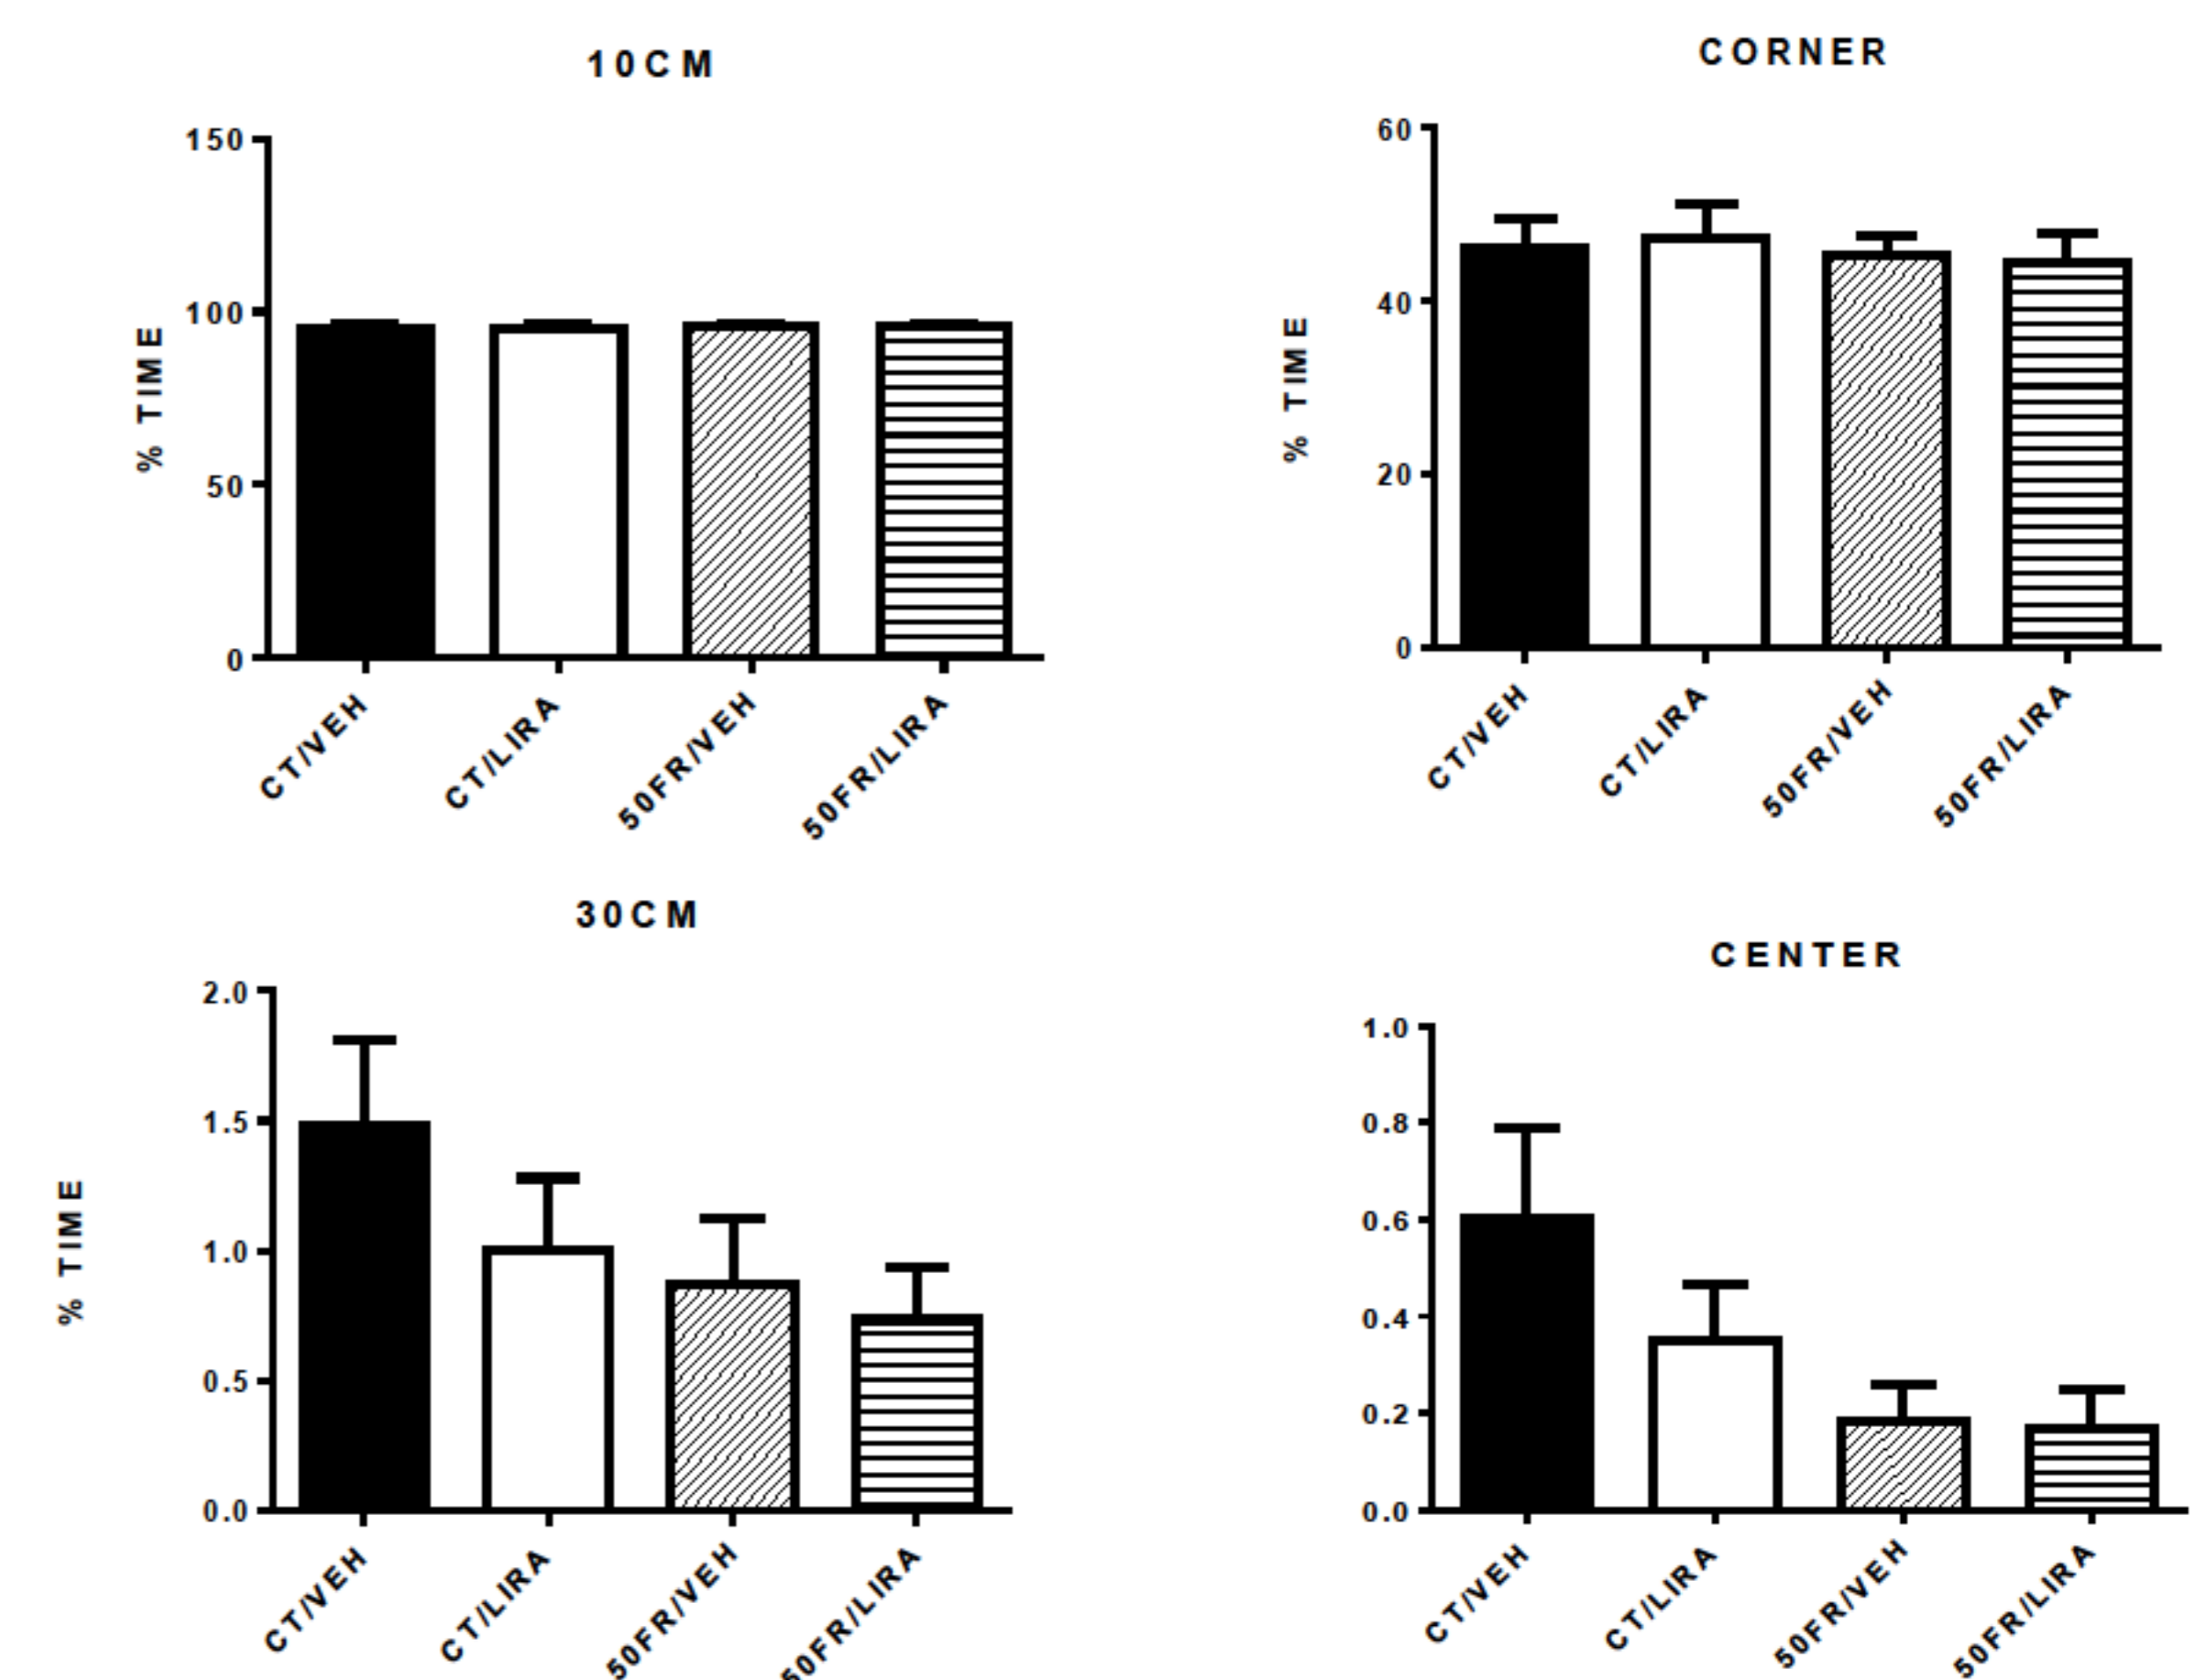 10CM
150
100
50
0
% TIME
CT/VEH
CT/LIRA
50FR/VEH
50FR/LIRA
CORNER
60
40
20
0
% TIME
CT/VEH
CT/LIRA
50FR/VEH
50FR/LIRA
30CM
2.0
1.5
1.0
0.5
0.0
% TIME
CT/VEH
CT/LIRA
50FR/VEH
50FR/LIRA
CENTER
1.0
0.8
0.6
0.4
0.2
0.0
CT/VEH
CT/LIRA
50FR/VEH
50FR/LIRA